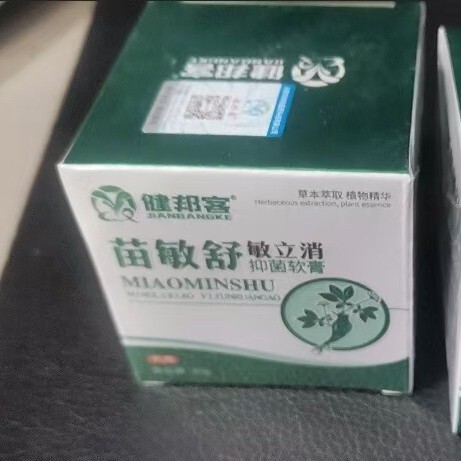 健邦客
JIANBANGKE
健邦客
JIANBANGKE
草本萃取 植物精华
Herbaceous extraction, plant essence
苗敏舒 敏立消
抑菌软膏
MIAOMINSHU